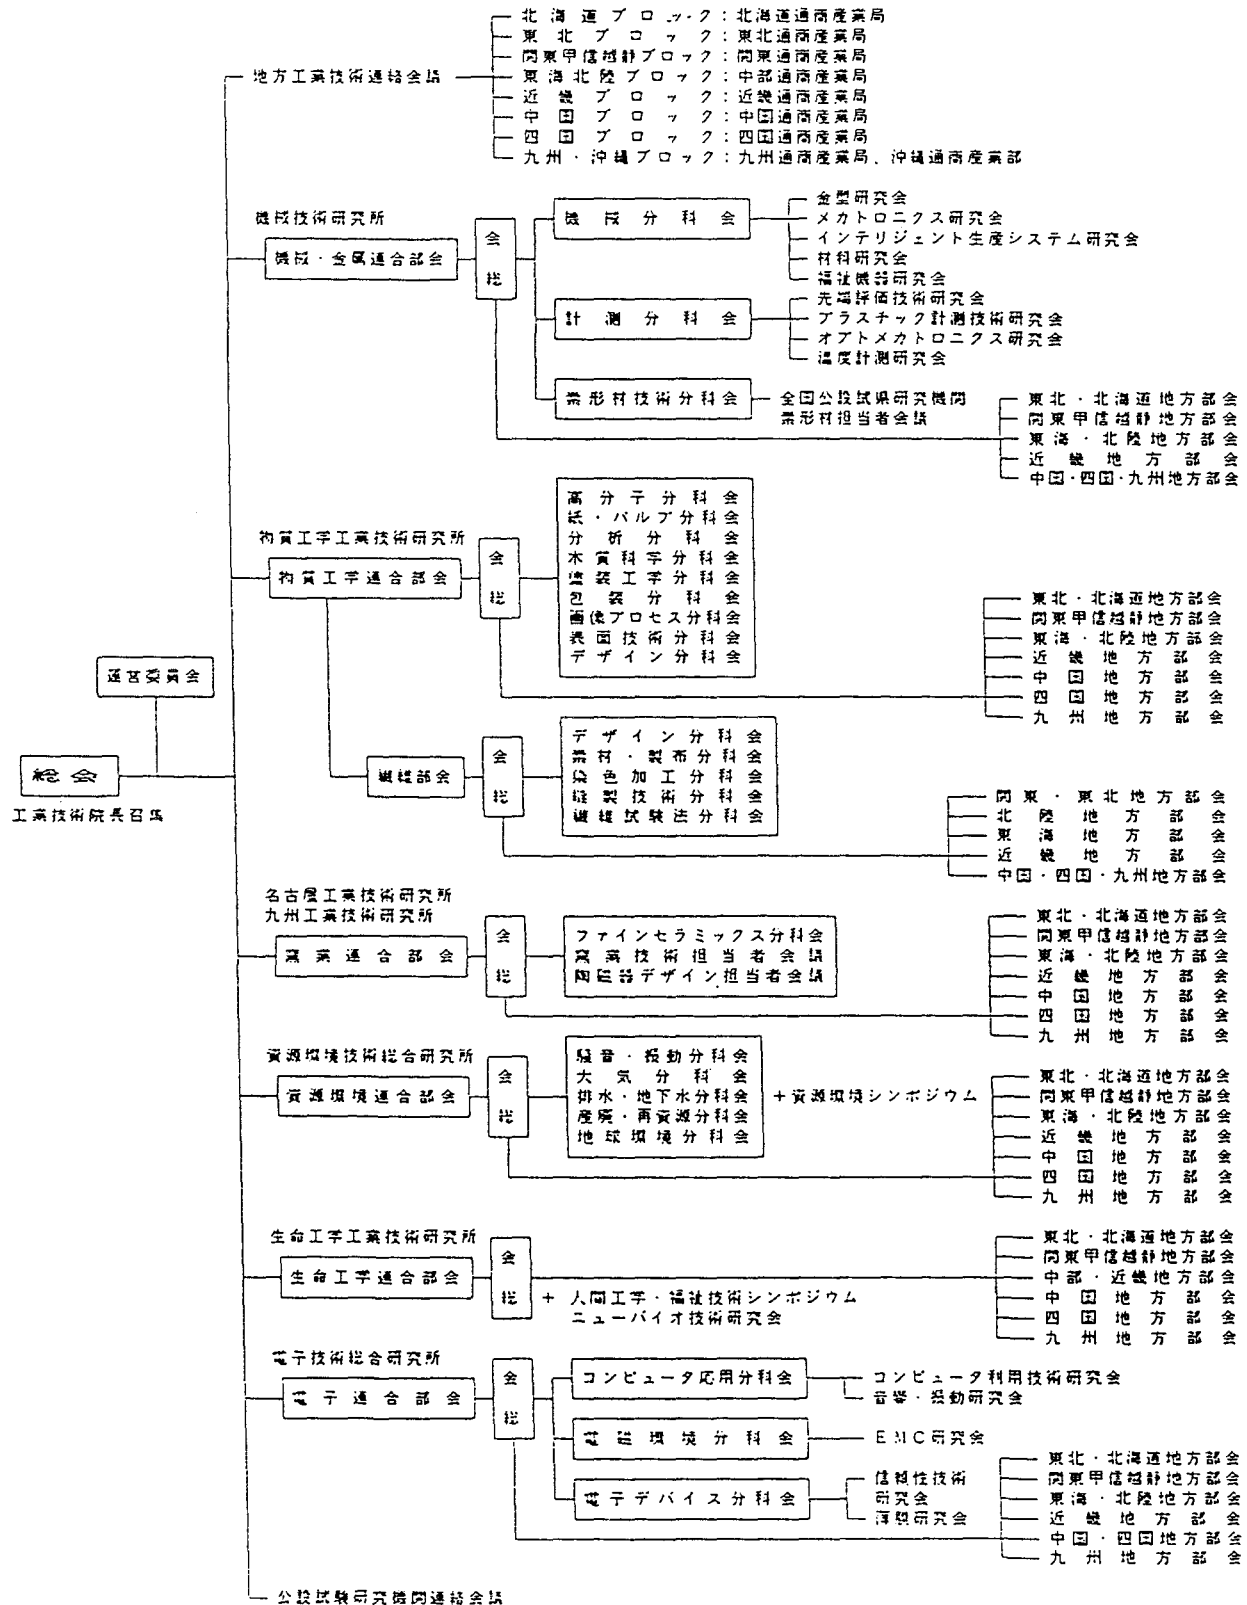 北海道ブロック：北海道通商産業局
東北ブロック：東北通商産業局
関東甲信越静ブロック：関東通商産業局
地方工業技術連絡会議
東海北陸ブロック：中部通商産業局
近畿ブロック：近畿通商産業局
中国ブロック：中国通商産業局
四国ブロック：四国通商産業局
九州・沖縄ブロック：九州通商産業局、沖縄通商産業部
機械技術研究所
機械・金属連合部会
総会
機械分科会
金型研究会
メカトロニクス研究会
インテリジェント生産システム研究会
材料研究会
福祉機器研究会
計測分科会
先端評価技術研究会
プラスチック計測技術研究会
オプトメカトロニクス研究会
温度計測研究会
素形材技術分科会
全国公設試県研究機関
素形材担当者会議
東北・北海道地方部会
関東甲信越静地方部会
東海・北陸地方部会
近畿地方部会
中国・四国・九州地方部会
物質工学工業技術研究所
物質工学連合部会
総会
高分子分科会
紙・パルプ分科会
分析分科会
木質科学分科会
塗装工学分科会
包装分科会
画像プロセス分科会
表面技術分科会
デザイン分科会
東北・北海道地方部会
関東甲信越静地方部会
東海・北陸地方部会
近畿地方部会
中国地方部会
四国地方部会
九州地方部会
運営委員会
総会
工業技術院長召集
繊維部会
総会
デザイン分科会
素材・製布分科会
染色加工分科会
縫製技術分科会
繊維試験法分科会
関東・東北地方部会
北陸地方部会
東海地方部会
近畿地方部会
中国・四国・九州地方部会
名古屋工業技術研究所
九州工業技術研究所
窯業連合部会
総会
ファインセラミックス分科会
窯業技術担当者会議
陶磁器デザイン担当者会議
東北・北海道地方部会
関東甲信越静地方部会
東海・北陸地方部会
近畿地方部会
中国地方部会
四国地方部会
九州地方部会
資源環境技術総合研究所
資源環境連合部会
総会
騒音・振動分科会
大気分科会
排水・地下水分科会
産廃・再資源分科会
地球環境分科会
＋資源環境シンポジウム
東北・北海道地方部会
関東甲信越静地方部会
東海・北陸地方部会
近畿地方部会
中国地方部会
四国地方部会
九州地方部会
生命工学工業技術研究所
生命工学連合部会
総会
＋ 人間工学・福祉技術シンポジウム
ニューバイオ技術研究会
東北・北海道地方部会
関東甲信越静地方部会
中部・近畿地方部会
中国地方部会
四国地方部会
九州地方部会
電子技術総合研究所
電子連合部会
総会
コンピュータ応用分科会
コンピュータ利用技術研究会
音響・振動研究会
電磁環境分科会
ＥＭＣ研究会
電子デバイス分科会
信頼性技術
研究会
薄膜研究会
東北・北海道地方部会
関東甲信越静地方部会
東海・北陸地方部会
近畿地方部会
中国・四国地方部会
九州地方部会
公設試験研究機関連絡会議